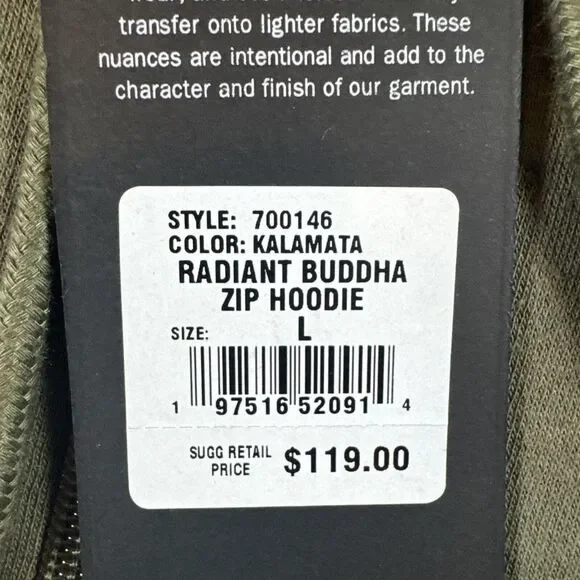 transfer onto lighter fabrics. These
nuances are intentional and add to the
character and finish of our garment.
STYLE: 700146
COLOR: KALAMATA
RADIANT BUDDHA
ZIP HOODIE
SIZE: L
1 97516 52091 4
SUGG RETAIL
PRICE $119.00